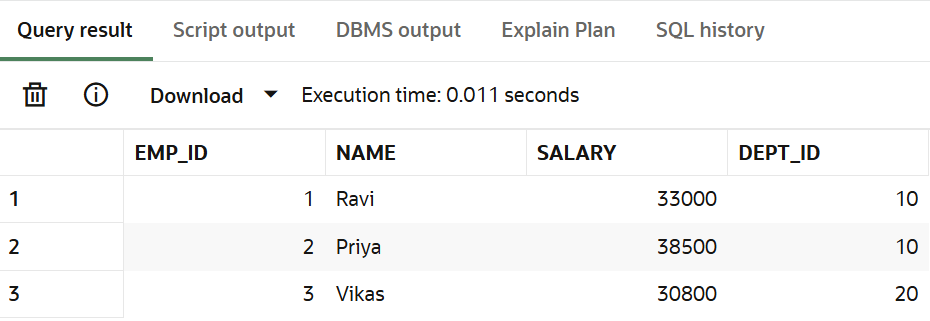 Query result Script output DBMS output Explain Plan SQL history
Download Execution time: 0.011 seconds
EMP_ID NAME SALARY DEPT_ID
1 1 Ravi 33000 10
2 2 Priya 38500 10
3 3 Vikas 30800 20